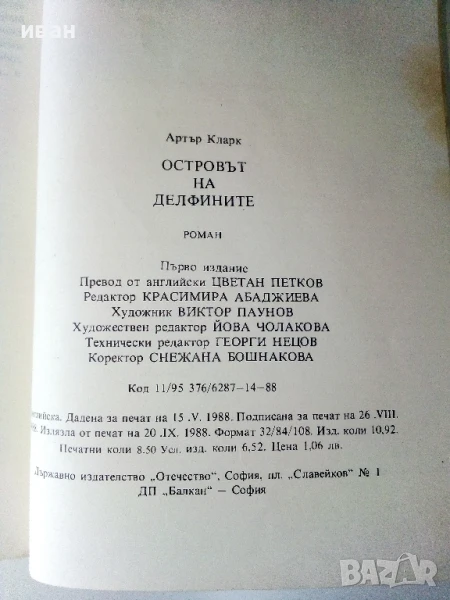 иван
Артър Кларк
ОСТРОВЪТ
НА
ДЕЛФИНИТЕ
РОМАН
Първо издание
Превод от английски ЦВЕТАН ПЕТКОВ
Редактор КРАСИМИРА АБАДЖИЕВА
Художник ВИКТОР ПАУНОВ
Художествен редактор ЙОВА ЧОЛАКОВА
Технически редактор ГЕОРГИ НЕЦОВ
Коректор СНЕЖАНА БОШНАКОВА
Код 11/95 376/6287–14–88
Дадена за печат на 15 .V. 1988. Подписана за печат на 26 .VIII.
Излязла от печат на 20 .IX. 1988. Формат 32/84/108. Изд. коли 10,92.
Печатни коли 8.50 Усл. изд. коли 6,52. Цена 1,06 лв.
Държавно издателство „Отечество", София, пл. „Славейков" № 1
ДП „Балкан" – София
BAZAR.bg